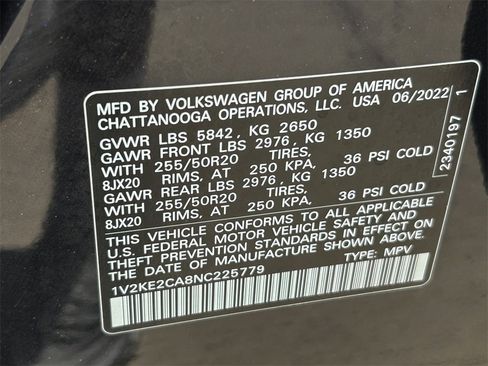 MFD BY VOLKSWAGEN GROUP OF AMERICA
CHATTANOOGA OPERATIONS, LLC. USA 06/2022
GVWR LBS 5842, KG 2650
GAWR FRONT LBS 2976, KG 1350
WITH 255/50R20 TIRES,
8JX20 RIMS, AT 250 KPA, 36 PSI COLD
GAWR REAR LBS 2976, KG 1350
WITH 255/50R20 TIRES,
8JX20 RIMS, AT 250 KPA, 36 PSI COLD
THIS VEHICLE CONFORMS TO ALL APPLICABLE
U.S. FEDERAL MOTOR VEHICLE SAFETY AND
THEFT PREVENTION STANDARDS IN EFFECT ON
THE DATE OF MANUFACTURE SHOWN ABOVE.
1V2KE2CA8NC225779 TYPE: MPV
2340197 1